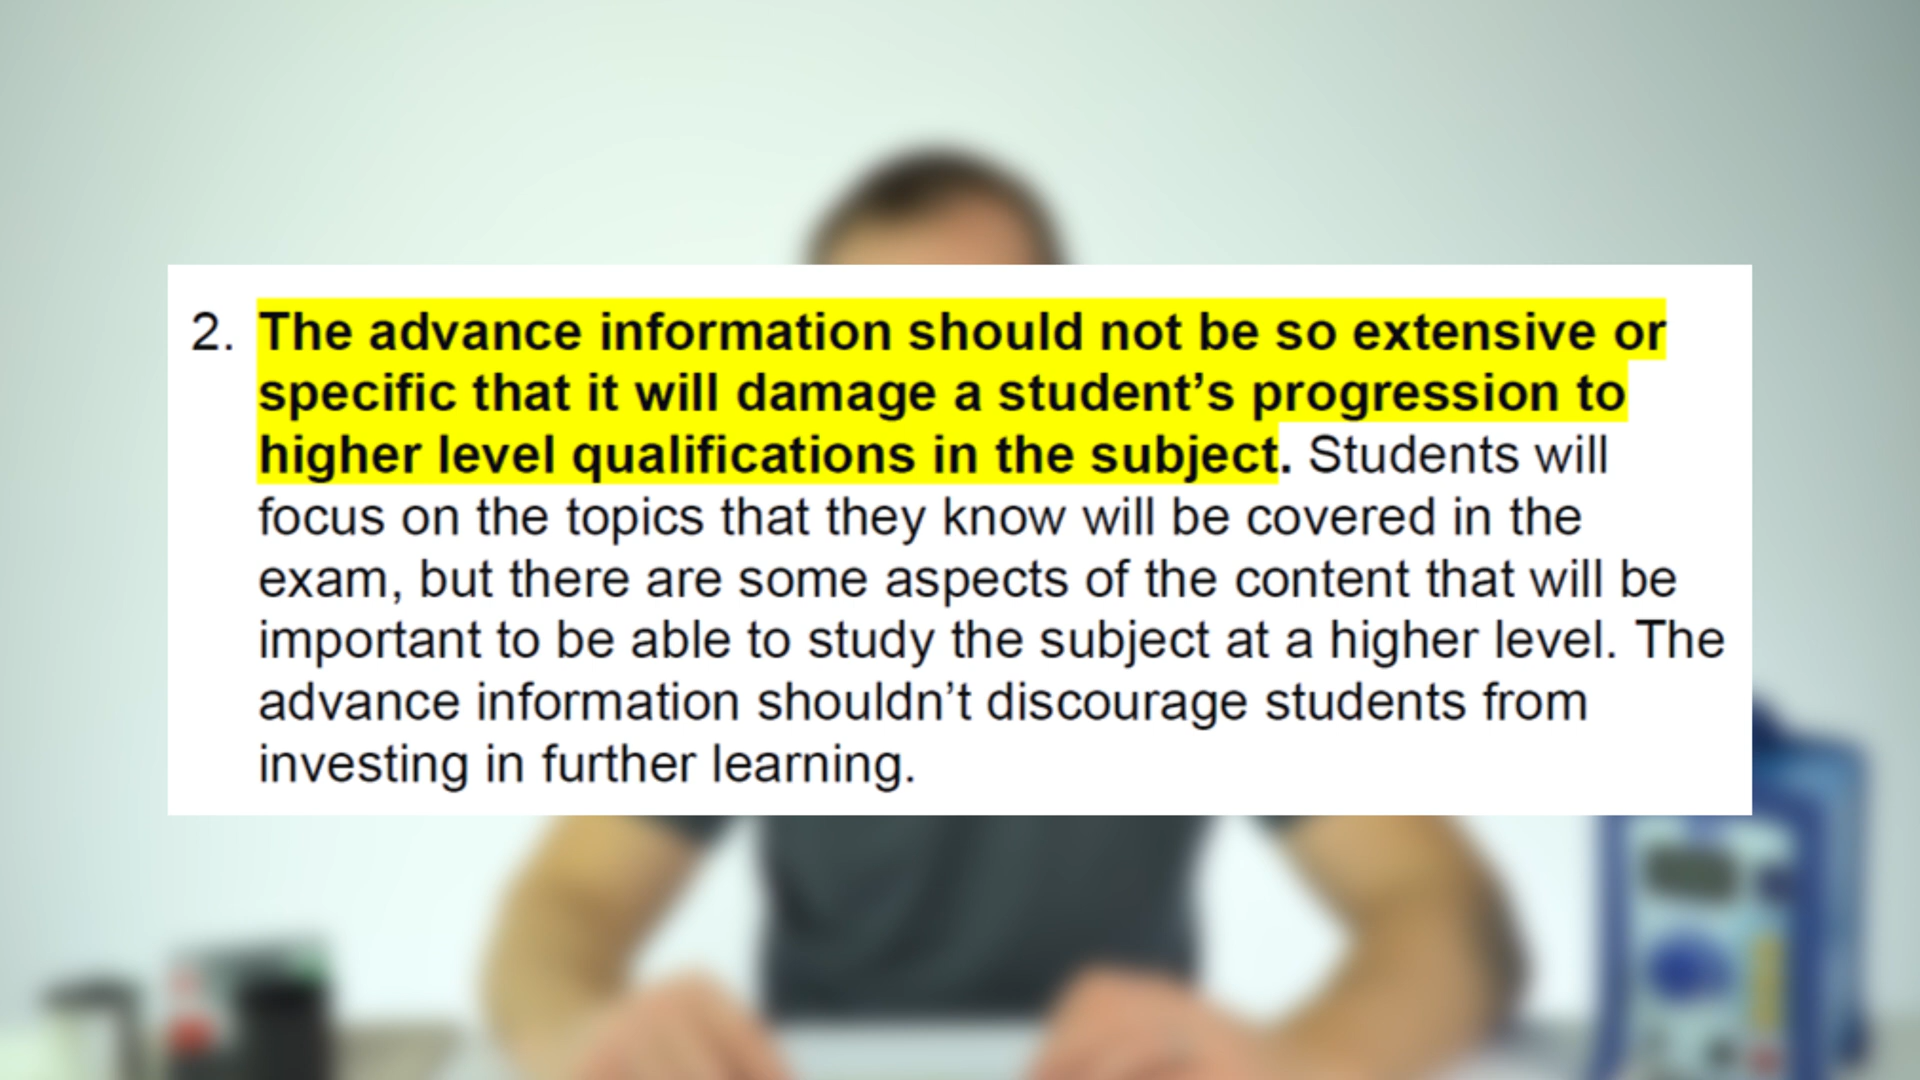 2. The advance information should not be so extensive or
specific that it will damage a student’s progression to
higher level qualifications in the subject. Students will
focus on the topics that they know will be covered in the
exam, but there are some aspects of the content that will be
important to be able to study the subject at a higher level. The
advance information shouldn’t discourage students from
investing in further learning.